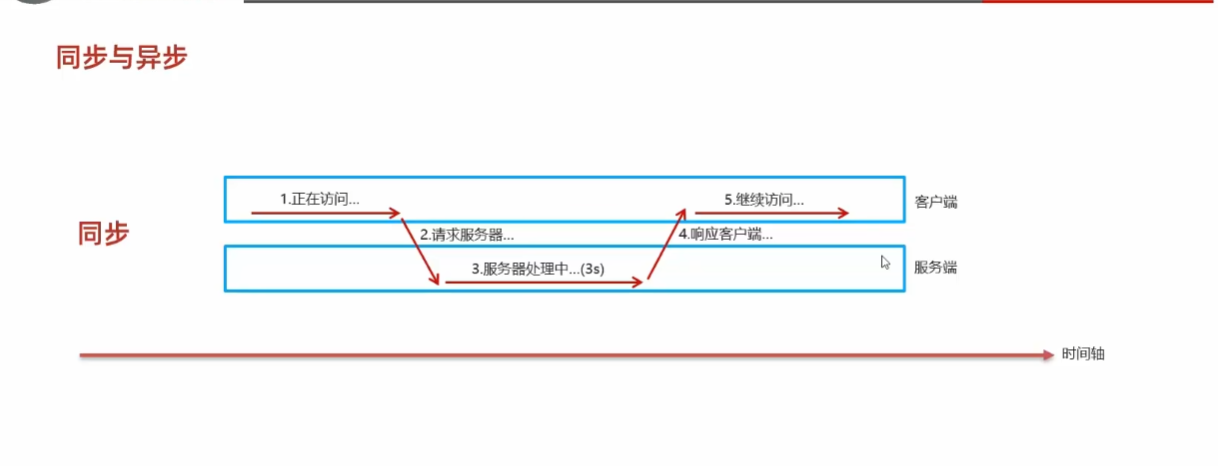 同步与异步
1.正在访问...
5.继续访问...
客户端
同步
2.请求服务器...
4.响应客户端...
3.服务器处理中...(3s)
服务端
时间轴